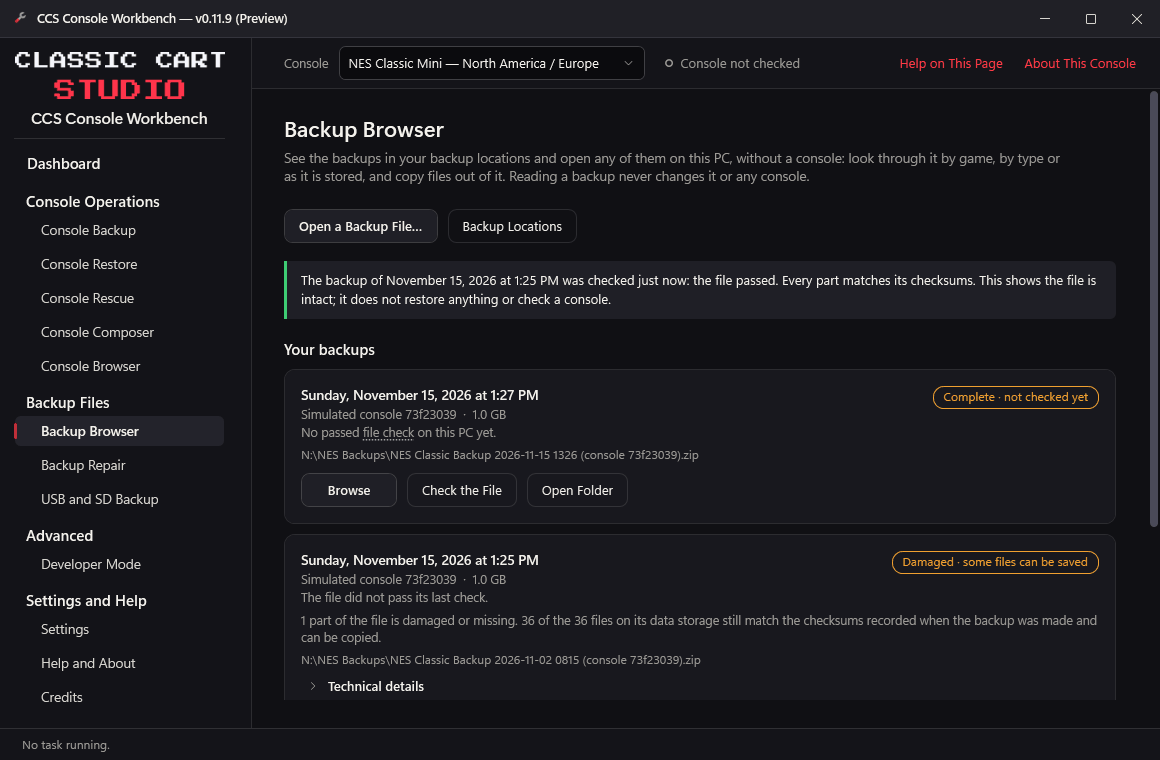 CCS Console Workbench — v0.11.9 (Preview)
CLASSIC CART
STUDIO
CCS Console Workbench
Dashboard
Console Operations
Console Backup
Console Restore
Console Rescue
Console Composer
Console Browser
Backup Files
Backup Browser
Backup Repair
USB and SD Backup
Advanced
Developer Mode
Settings and Help
Settings
Help and About
Credits
Console
NES Classic Mini — North America / Europe
Console not checked
Help on This Page
About This Console
Backup Browser
See the backups in your backup locations and open any of them on this PC, without a console: look through it by game, by type or
as it is stored, and copy files out of it. Reading a backup never changes it or any console.
Open a Backup File...
Backup Locations
The backup of November 15, 2026 at 1:25 PM was checked just now: the file passed. Every part matches its checksums. This shows the file is
intact; it does not restore anything or check a console.
Your backups
Sunday, November 15, 2026 at 1:27 PM
Complete · not checked yet
Simulated console 73f23039 · 1.0 GB
No passed file check on this PC yet.
N:\NES Backups\NES Classic Backup 2026-11-15 1326 (console 73f23039).zip
Browse
Check the File
Open Folder
Sunday, November 15, 2026 at 1:25 PM
Damaged · some files can be saved
Simulated console 73f23039 · 1.0 GB
The file did not pass its last check.
1 part of the file is damaged or missing. 36 of the 36 files on its data storage still match the checksums recorded when the backup was made and
can be copied.
N:\NES Backups\NES Classic Backup 2026-11-02 0815 (console 73f23039).zip
Technical details
No task running.